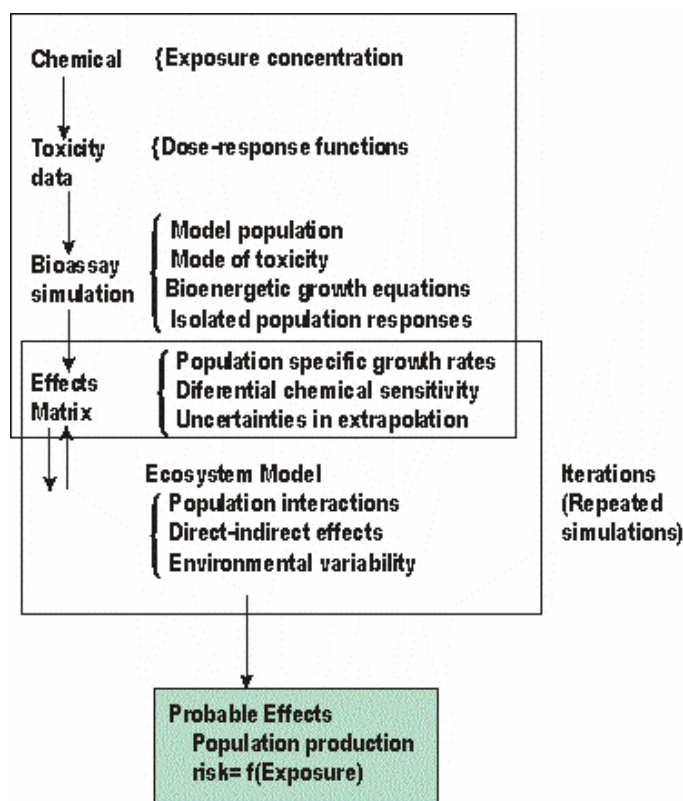 Chemical {Exposure concentration
Toxicity {Dose-response functions
data
Model population
Mode of toxicity
Bioassay
Bioenergetic growth equations
simulation
Isolated population responses
Population specific growth rates
Effects
Diferential chemical sensitivity
Matrix
Uncertainties in extrapolation
Ecosystem Model
Iterations
Population interactions
(Repeated
Direct-indirect effects
simulations)
Environmental variability
Probable Effects
Population production
risk= f(Exposure)